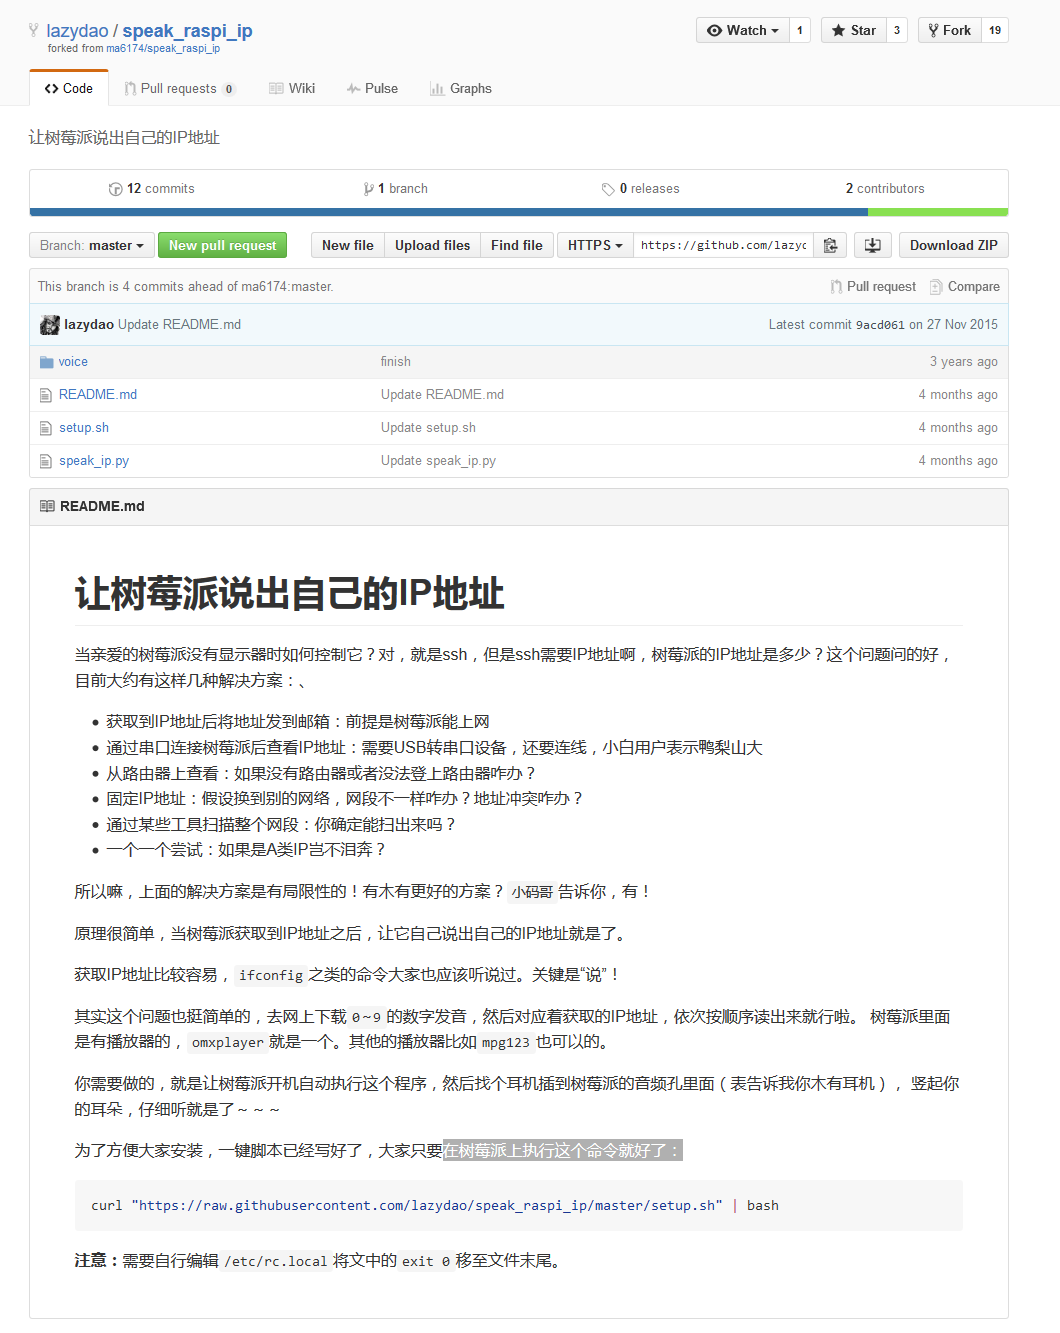 lazydao / speak_raspi_ip
forked from ma6174/speak_raspi_ip
Watch 1 Star 3 Fork 19
Code Pull requests 0 Wiki Pulse Graphs
让树莓派说出自己的IP地址
12 commits 1 branch 0 releases 2 contributors
Branch: master New pull request New file Upload files Find file HTTPS https://github.com/lazyd Download ZIP
This branch is 4 commits ahead of ma6174:master. Pull request Compare
lazydao Update README.md Latest commit 9acd061 on 27 Nov 2015
voice finish 3 years ago
README.md Update README.md 4 months ago
setup.sh Update setup.sh 4 months ago
speak_ip.py Update speak_ip.py 4 months ago
README.md
让树莓派说出自己的IP地址
当亲爱的树莓派没有显示器时如何控制它？对，就是ssh，但是ssh需要IP地址啊，树莓派的IP地址是多少？这个问题问的好，
目前大约有这样几种解决方案：、
• 获取到IP地址后将地址发到邮箱：前提是树莓派能上网
• 通过串口连接树莓派后查看IP地址：需要USB转串口设备，还要连线，小白用户表示鸭梨山大
• 从路由器上查看：如果没有路由器或者没法登上路由器咋办？
• 固定IP地址：假设换到别的网络，网段不一样咋办？地址冲突咋办？
• 通过某些工具扫描整个网段：你确定能扫出来吗？
• 一个一个尝试：如果是A类IP岂不泪奔？
所以嘛，上面的解决方案是有局限性的！有木有更好的方案？ 小码哥 告诉你，有！
原理很简单，当树莓派获取到IP地址之后，让它自己说出自己的IP地址就是了。
获取IP地址比较容易， ifconfig 之类的命令大家也应该听说过。关键是“说”！
其实这个问题也挺简单的，去网上下载 0~9 的数字发音，然后对应着获取的IP地址，依次按顺序读出来就行啦。 树莓派里面
是有播放器的， omxplayer 就是一个。其他的播放器比如 mpg123 也可以的。
你需要做的，就是让树莓派开机自动执行这个程序，然后找个耳机插到树莓派的音频孔里面（表告诉我你木有耳机）， 竖起你
的耳朵，仔细听就是了～～～
为了方便大家安装，一键脚本已经写好了，大家只要在树莓派上执行这个命令就好了：
curl "https://raw.githubusercontent.com/lazydao/speak_raspi_ip/master/setup.sh" | bash
注意：需要自行编辑 /etc/rc.local 将文中的 exit 0 移至文件末尾。